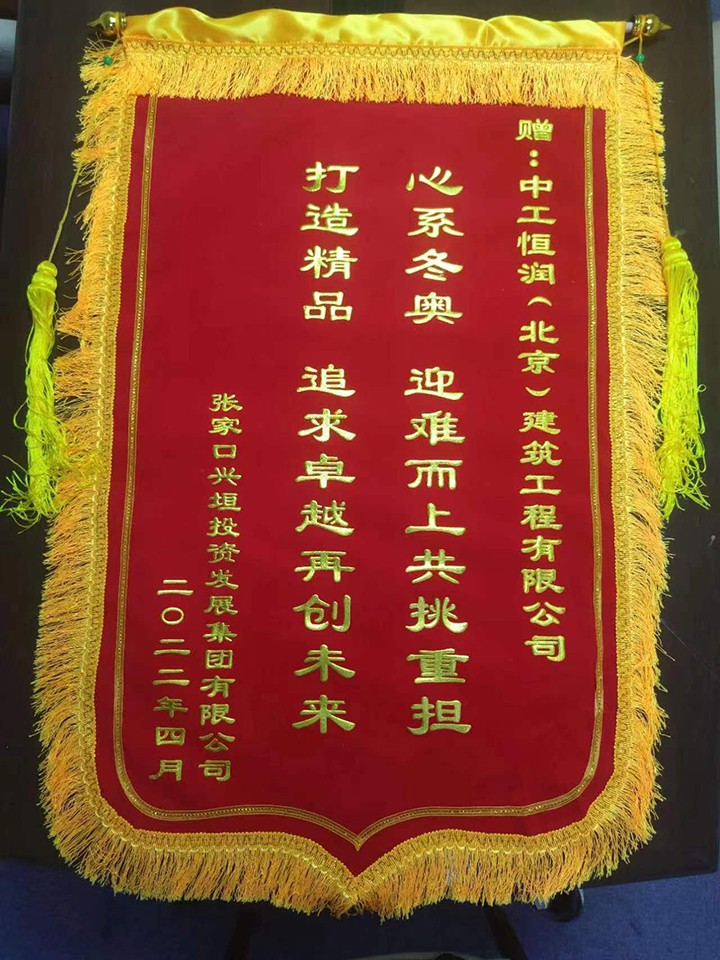 赠：中工恒润（北京）建筑工程有限公司
心系冬奥 迎难而上共挑重担
打造精品 追求卓越再创未来
张家口兴垣投资发展集团有限公司
二〇二二年四月